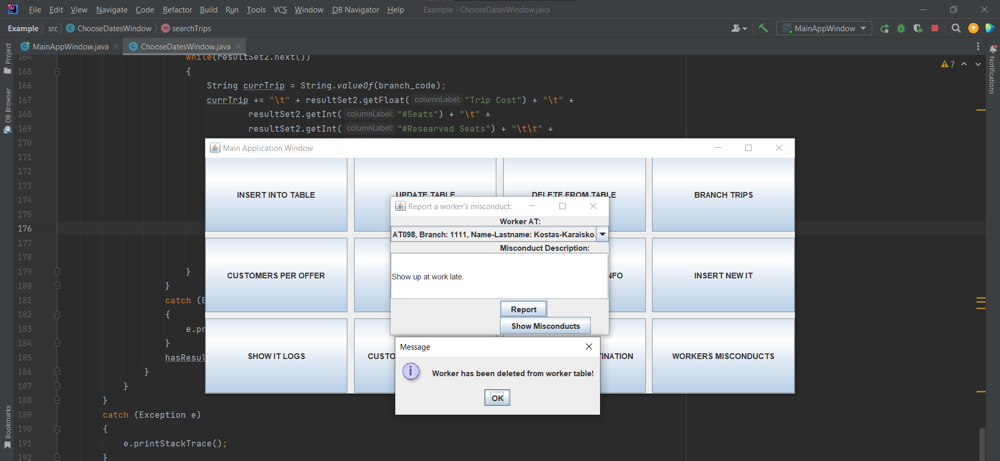 File Edit View Navigate Code Refactor Build Run Tools VCS Window DB Navigator Help Example - ChooseDatesWindow.java
Example src ChooseDatesWindow searchTrips MainAppWindow
MainAppWindow.java ChooseDatesWindow.java
Project
DB Browser
Bookmarks
Notifications
7
164 while(resultSet2.next())
165 {
166 String currTrip = String.valueOf(branch_code);
167 currTrip += "\t" + resultSet2.getFloat( columnLabel: "Trip Cost") + "\t" +
168 resultSet2.getInt( columnLabel: "#Seats") + "\t" +
169 resultSet2.getInt( columnLabel: "#Researved Seats") + "\t\t" +
170
171
172
173
174
175
176
177
178
179 }
180 }
181 catch (E
182 {
183 e.pr
184 }
185 hasResul
186 }
187 }
188 }
189 catch (Exception e)
190 {
191 e.printStackTrace();
192 }
Main Application Window
INSERT INTO TABLE UPDATE TABLE DELETE FROM TABLE BRANCH TRIPS
CUSTOMERS PER OFFER NFO INSERT NEW IT
SHOW IT LOGS CUSTO TINATION WORKERS MISCONDUCTS
Report a worker's misconduct:
Worker AT:
AT098, Branch: 1111, Name-Lastname: Kostas-Karaisko.
Misconduct Description:
Show up at work late.
Report
Show Misconducts
Message
i
Worker has been deleted from worker table!
OK